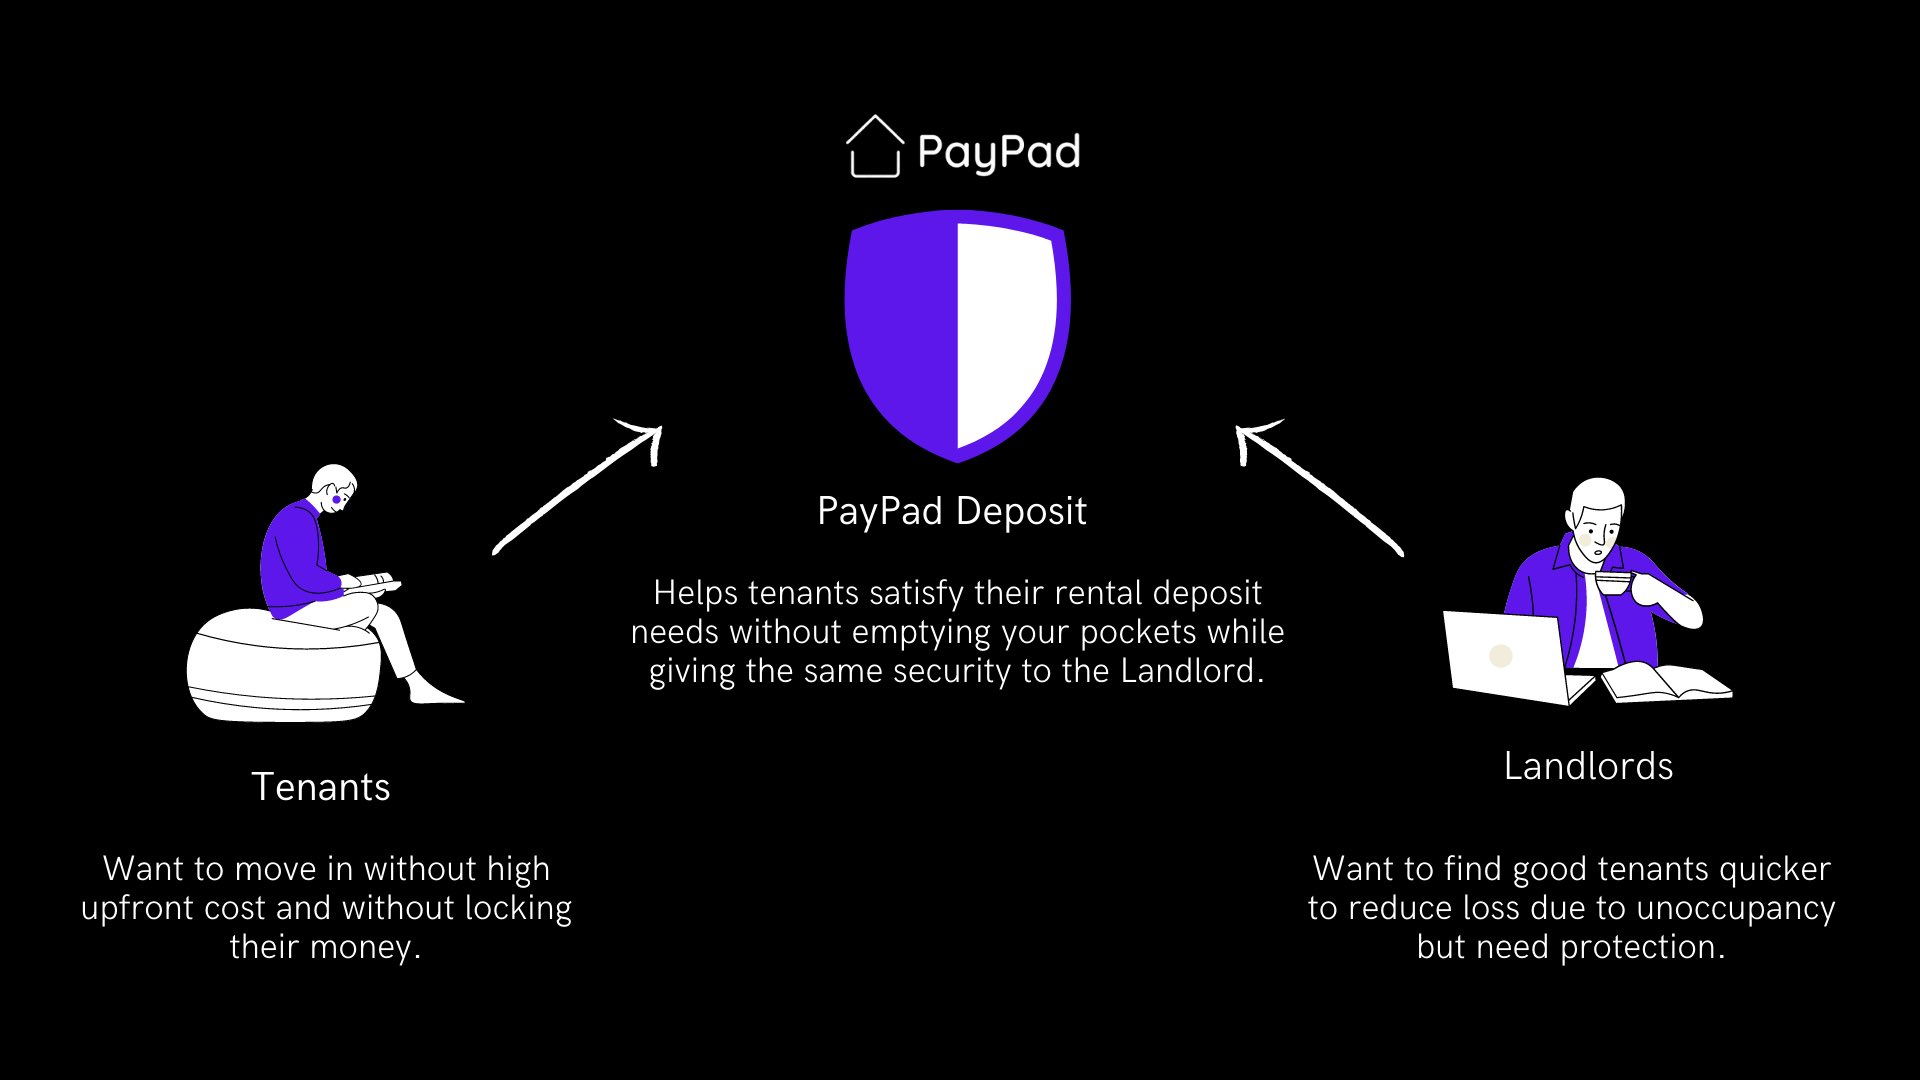 PayPad
PayPad Deposit
Helps tenants satisfy their rental deposit
needs without emptying your pockets while
giving the same security to the Landlord.
Tenants
Want to move in without high
upfront cost and without locking
their money.
Landlords
Want to find good tenants quicker
to reduce loss due to unoccupancy
but need protection.